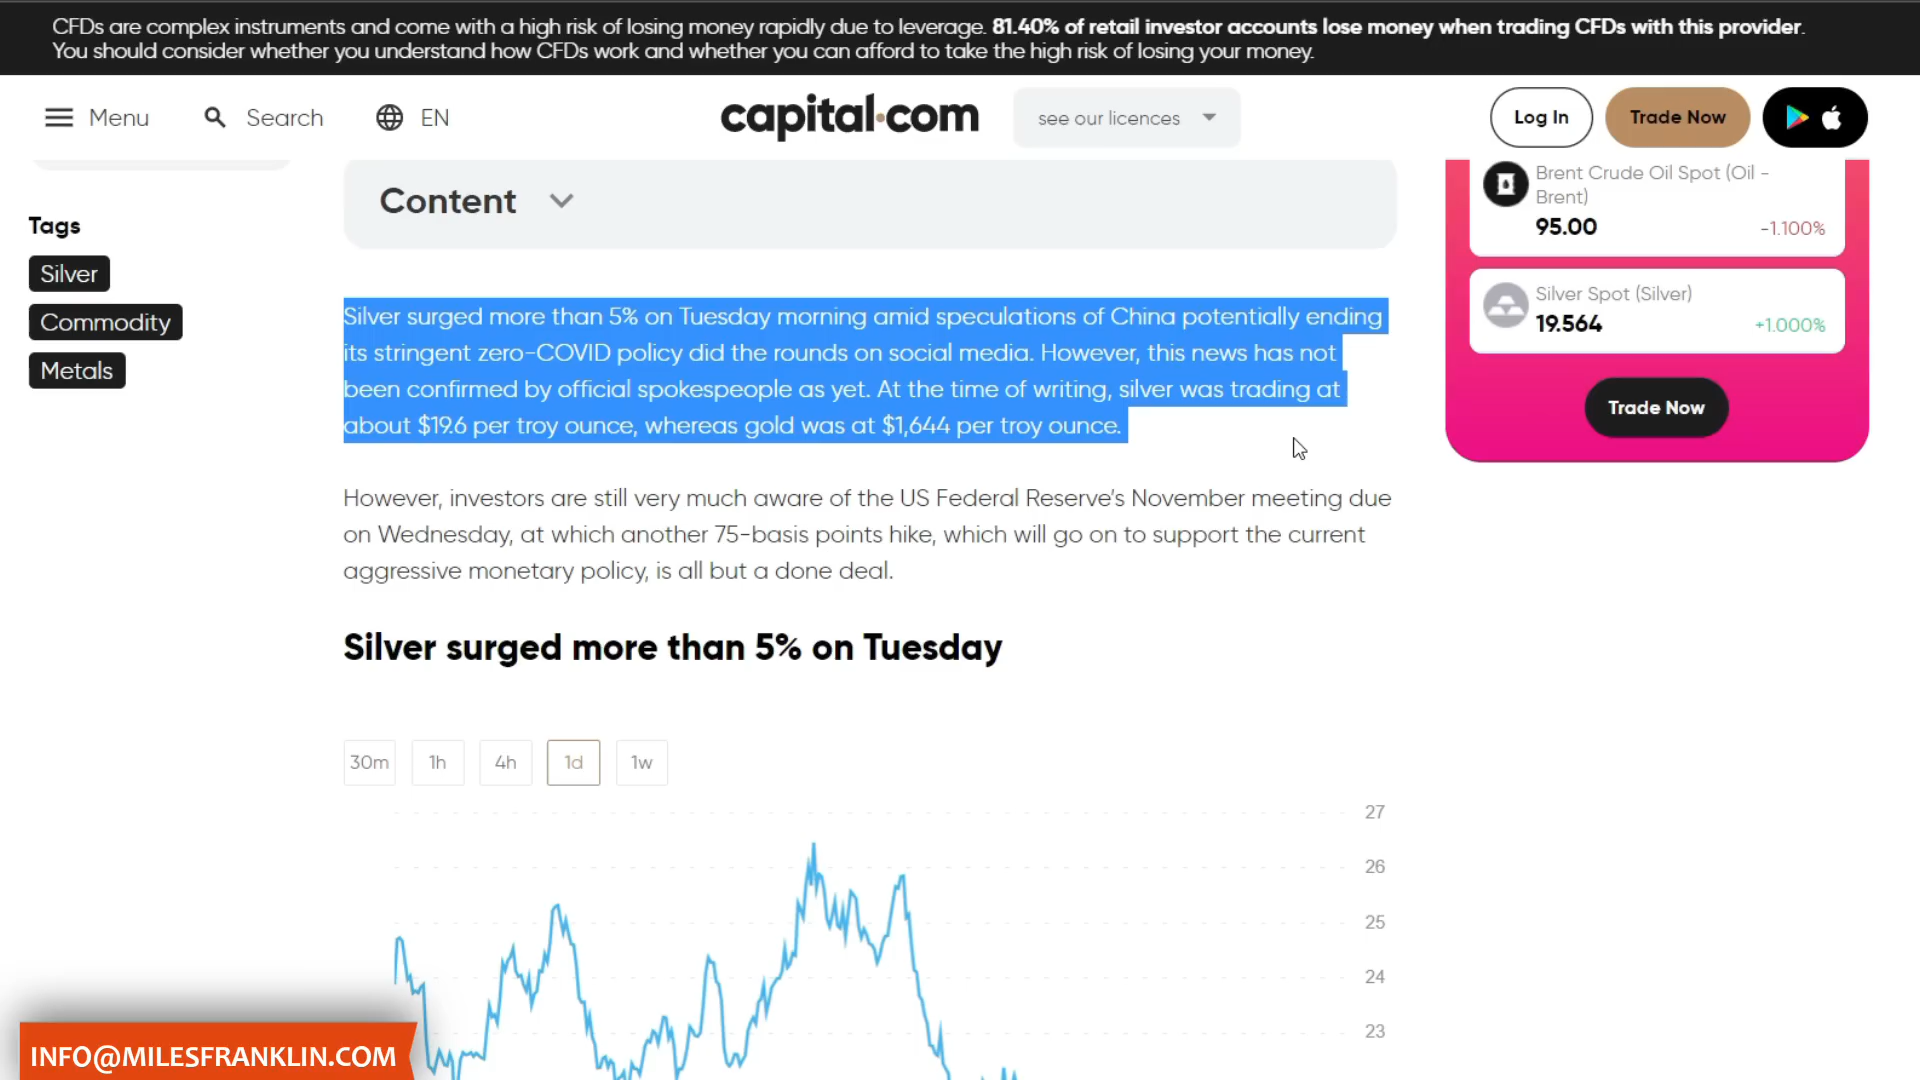 CFDs are complex instruments and come with a high risk of losing money rapidly due to leverage. 81.40% of retail investor accounts lose money when trading CFDs with this provider.
You should consider whether you understand how CFDs work and whether you can afford to take the high risk of losing your money.
Menu
Search
EN
capital.com
see our licences
Log In
Trade Now
Tags
Silver
Commodity
Metals
Content
Silver surged more than 5% on Tuesday morning amid speculations of China potentially ending
its stringent zero-COVID policy did the rounds on social media. However, this news has not
been confirmed by official spokespeople as yet. At the time of writing, silver was trading at
about $19.6 per troy ounce, whereas gold was at $1,644 per troy ounce.
However, investors are still very much aware of the US Federal Reserve's November meeting due
on Wednesday, at which another 75-basis points hike, which will go on to support the current
aggressive monetary policy, is all but a done deal.
Silver surged more than 5% on Tuesday
30m
1h
4h
1d
1w
27
26
25
24
23
Brent Crude Oil Spot (Oil -
Brent)
95.00
-1.100%
Silver Spot (Silver)
19.564
+1.000%
Trade Now
INFO@MILESFRANKLIN.COM